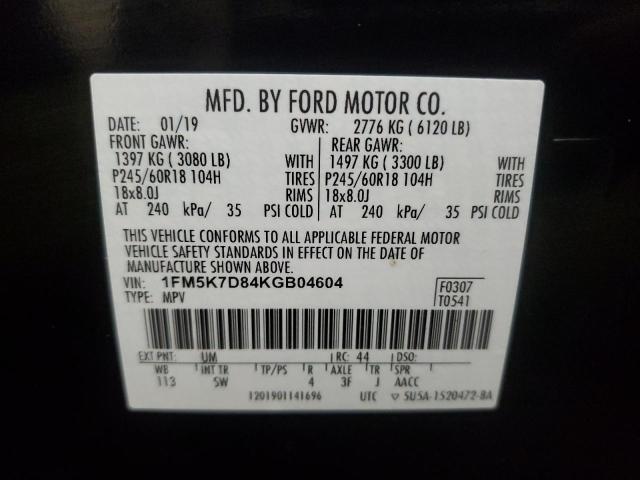 MFD. BY FORD MOTOR CO.
DATE: 01/19 GVWR: 2776 KG ( 6120 LB)
FRONT GAWR: REAR GAWR:
1397 KG ( 3080 LB) WITH 1497 KG ( 3300 LB) WITH
P245/60R18 104H TIRES P245/60R18 104H TIRES
18x8.0J RIMS 18x8.0J RIMS
AT 240 kPa/ 35 PSI COLD AT 240 kPa/ 35 PSI COLD
THIS VEHICLE CONFORMS TO ALL APPLICABLE FEDERAL MOTOR
VEHICLE SAFETY STANDARDS IN EFFECT ON THE DATE OF
MANUFACTURE SHOWN ABOVE.
VIN: 1FM5K7D84KGB04604 F0307
TYPE: MPV T0541
EXT PNT: UM RC: 44 DSO:
WB INT TR TP/PS R AXLE TR SPR
113 SW 4 3F J AACC
1201901141696 UTC ▽ 5U5A-1520472-BA